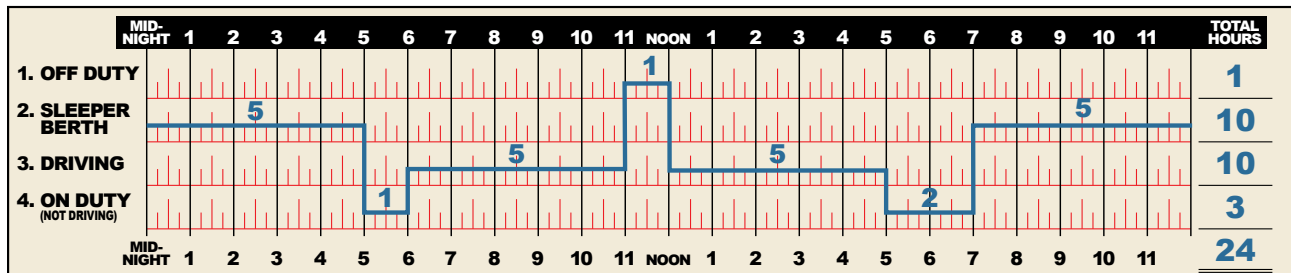 MID-NIGHT 1 2 3 4 5 6 7 8 9 10 11 NOON 1 2 3 4 5 6 7 8 9 10 11 TOTAL HOURS
1. OFF DUTY 1 1
2. SLEEPER BERTH 5 5 10
3. DRIVING 5 5 10
4. ON DUTY (NOT DRIVING) 1 2 3
MID-NIGHT 1 2 3 4 5 6 7 8 9 10 11 NOON 1 2 3 4 5 6 7 8 9 10 11 24